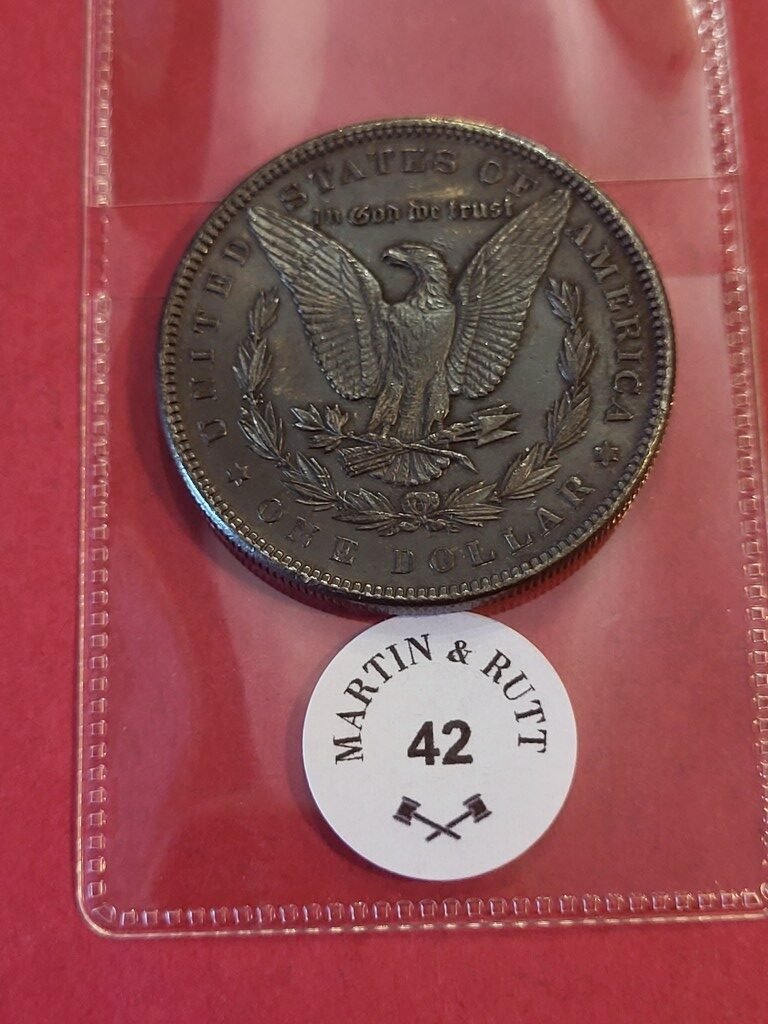 UNITED STATES OF AMERICA
In God we trust
ONE DOLLAR
MARTIN & RUTT
42